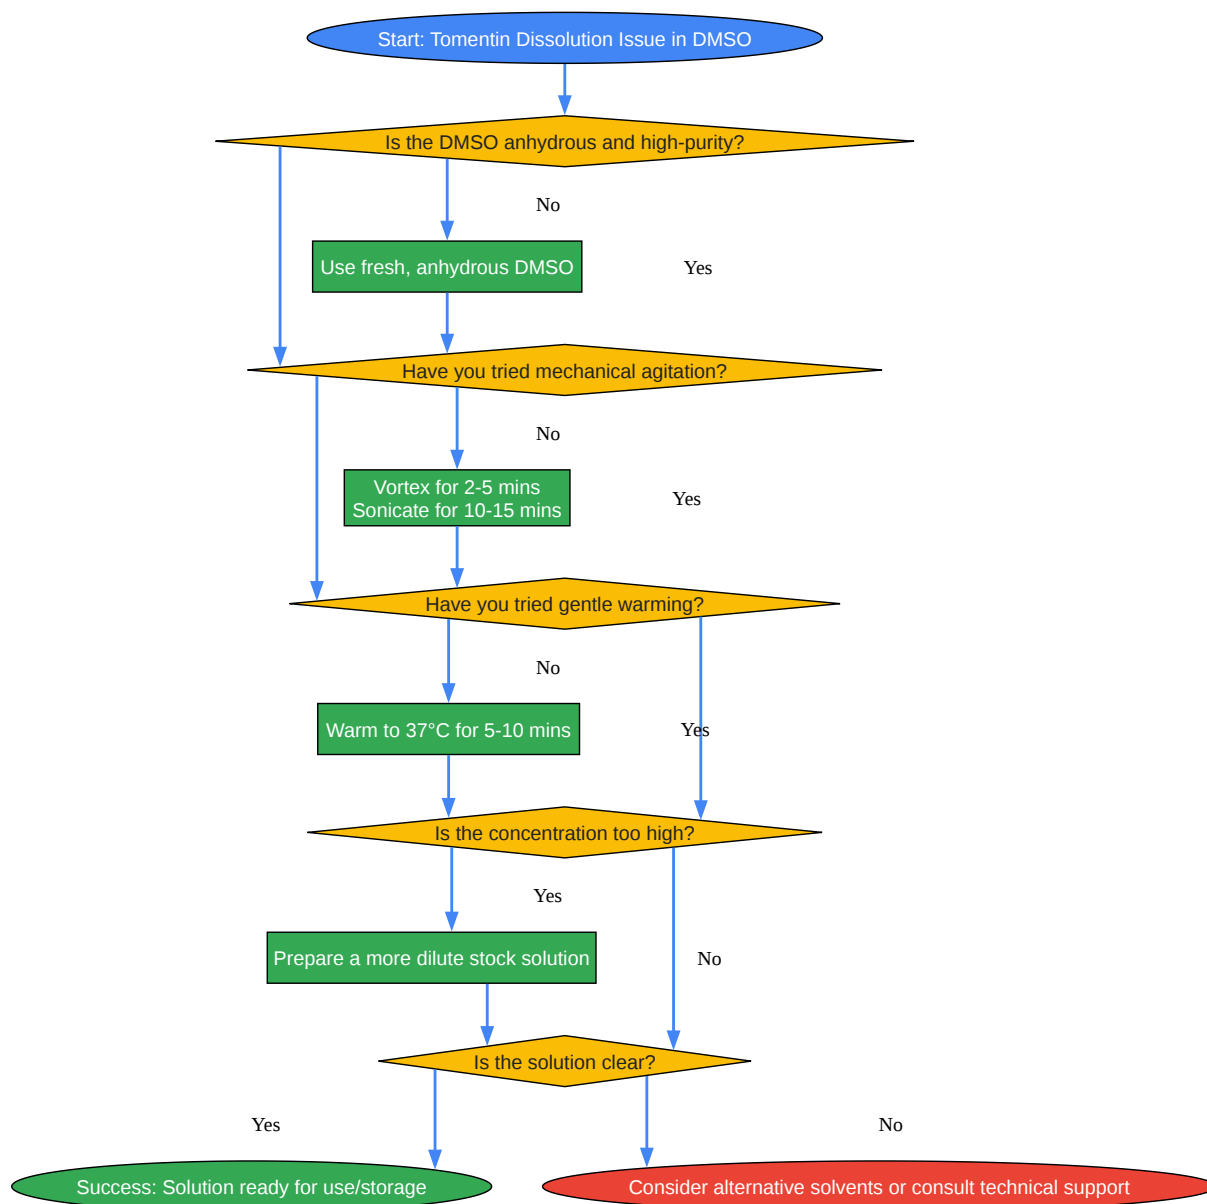 Start: Tomentin Dissolution Issue in DMSO
Is the DMSO anhydrous and high-purity?
No
Use fresh, anhydrous DMSO
Yes
Have you tried mechanical agitation?
No
Vortex for 2-5 mins
Sonicate for 10-15 mins
Yes
Have you tried gentle warming?
No
Warm to 37°C for 5-10 mins
Yes
Is the concentration too high?
Yes
Prepare a more dilute stock solution
No
Is the solution clear?
Yes
No
Success: Solution ready for use/storage
Consider alternative solvents or consult technical support